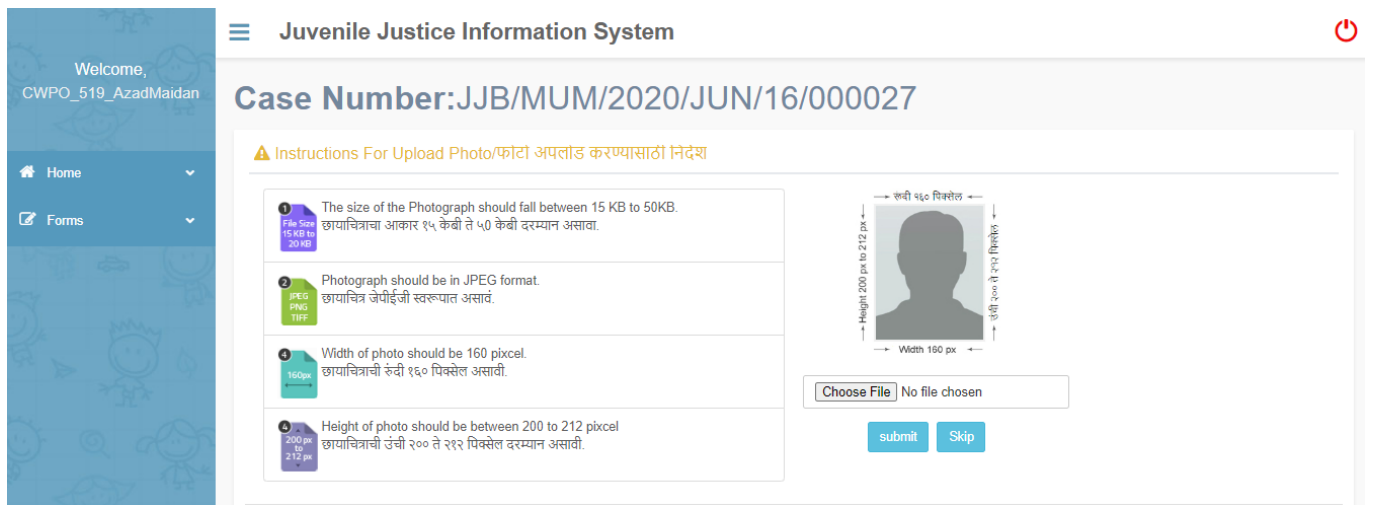 Juvenile Justice Information System
Welcome,
CWPO_519_AzadMaidan
Home
Forms
Case Number:JJB/MUM/2020/JUN/16/000027
Instructions For Upload Photo/फोटो अपलोड करण्यासाठी निर्देश
1
File Size
15 KB to
20 KB
The size of the Photograph should fall between 15 KB to 50KB.
छायाचित्राचा आकार १५ केबी ते ५0 केबी दरम्यान असावा.
2
JPEG
PNG
TIFF
Photograph should be in JPEG format.
छायाचित्र जेपीईजी स्वरूपात असावं.
4
160px
Width of photo should be 160 pixcel.
छायाचित्राची रुंदी १६० पिक्सेल असावी.
4
200 px
to
212 px
Height of photo should be between 200 to 212 pixcel
छायाचित्राची उंची २०० ते २१२ पिक्सेल दरम्यान असावी.
रुंदी १६० पिक्सेल
Height 200 px to 212 px
उंची २०० ते २१२ पिक्सेल
Width 160 px
Choose File No file chosen
submit Skip